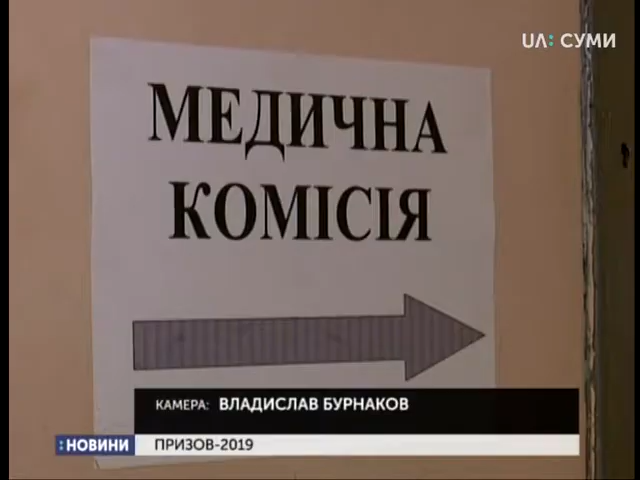 UA: СУМИ
МЕДИЧНА
КОМІСІЯ
КАМЕРА: ВЛАДИСЛАВ БУРНАКОВ
:НОВИНИ ПРИЗОВ-2019